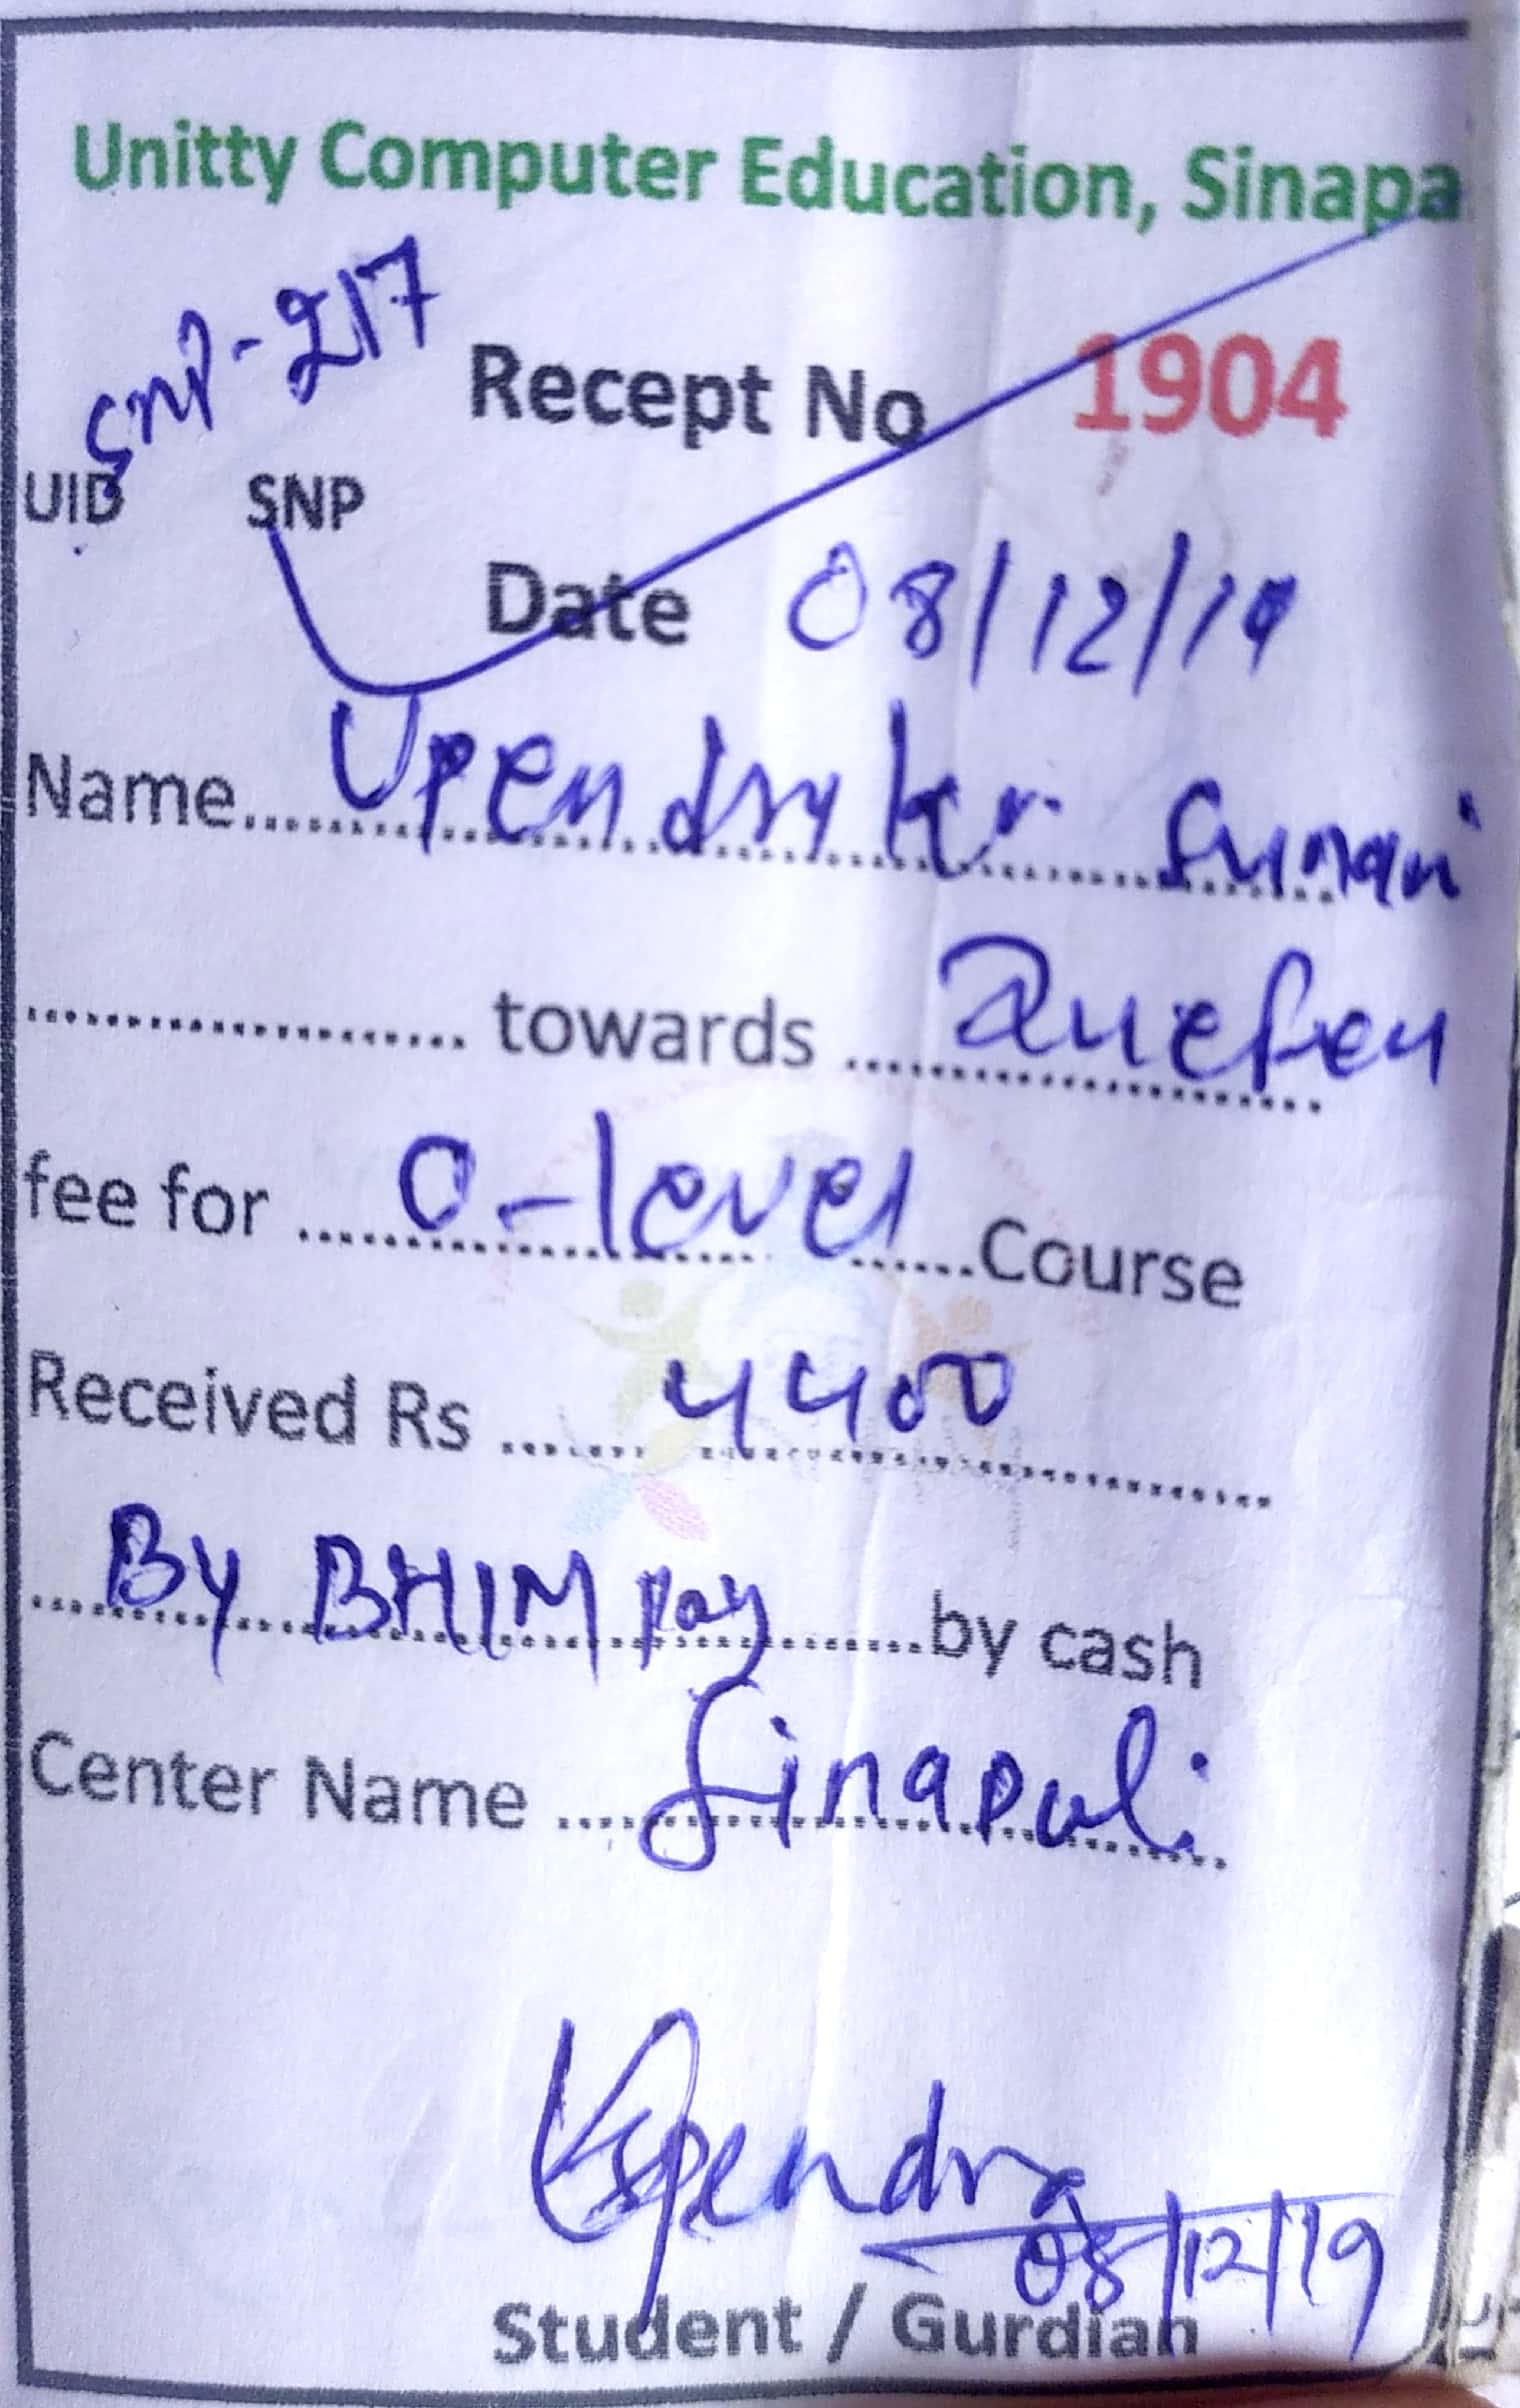 Unitty Computer Education, Sinapa
SNP-217
Recept No 1904
UID SNP
Date 08/12/19
Name.......Upendra kr. Sunani
.................... towards ....................
fee for .....O-level.....Course
Received Rs ......4400......
....By BHIM Pay.......by cash
Center Name ....Sinapali....
Upendra
08/12/19
Student / Gurdian